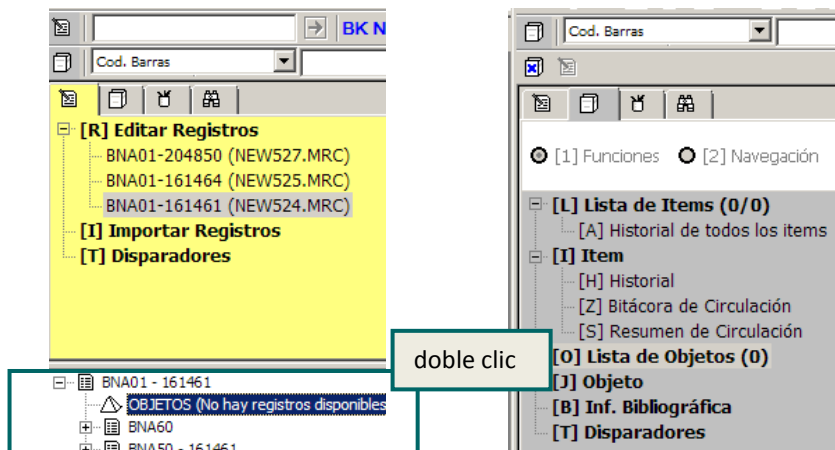 BK N
Cod. Barras
[R] Editar Registros
BNA01-204850 (NEW527.MRC)
BNA01-161464 (NEW525.MRC)
BNA01-161461 (NEW524.MRC)
[I] Importar Registros
[T] Disparadores
BNA01 - 161461
OBJETOS (No hay registros disponibles
BNA60
BNA50 - 161461
doble clic
Cod. Barras
[1] Funciones [2] Navegación
[L] Lista de Items (0/0)
[A] Historial de todos los items
[I] Item
[H] Historial
[Z] Bitácora de Circulación
[S] Resumen de Circulación
[O] Lista de Objetos (0)
[J] Objeto
[B] Inf. Bibliográfica
[T] Disparadores